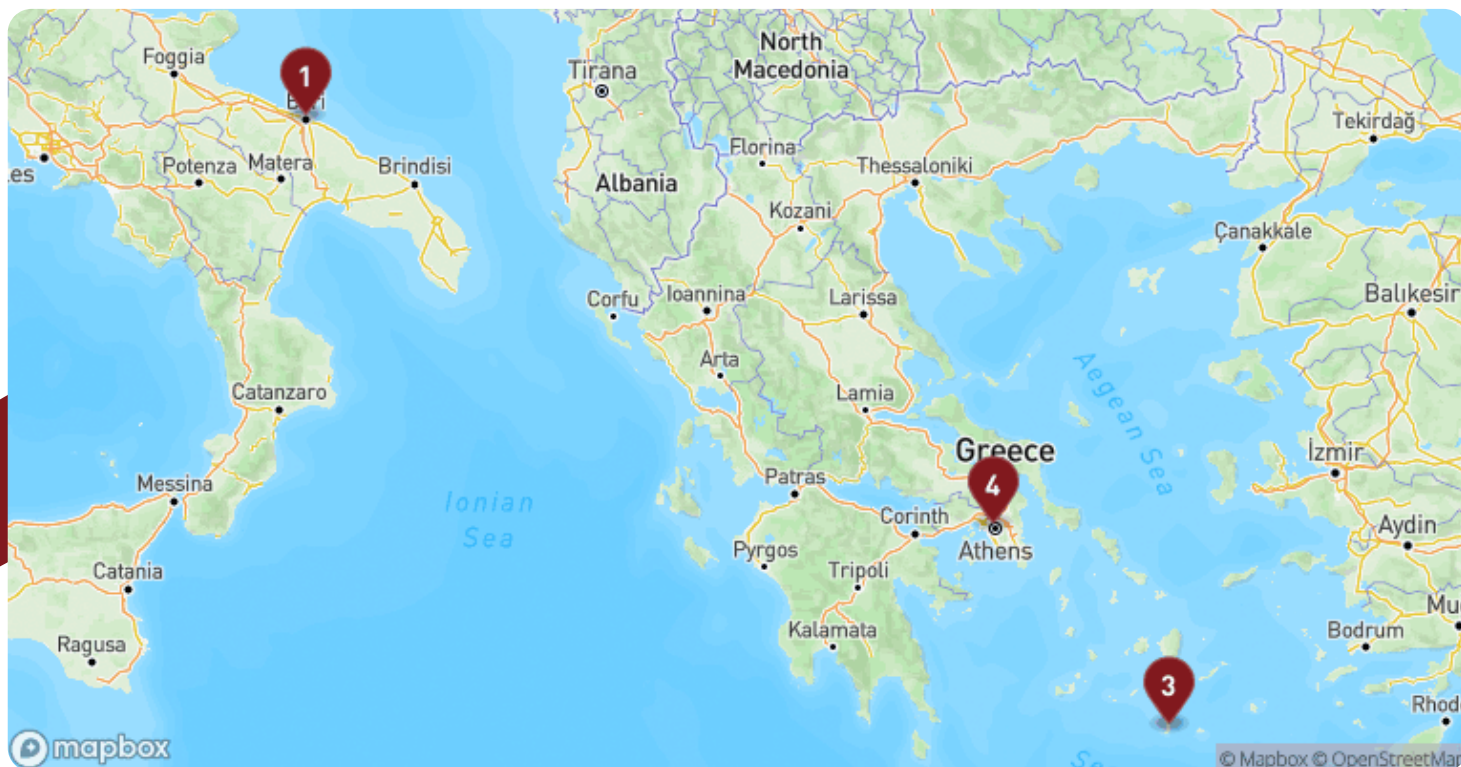 Foggia
1
North
Macedonia
Tirana
Tekirdağ
Potenza
Matera
Brindisi
Florina
Thessaloniki
Albania
Kozani
Çanakkale
Corfu
Ioannina
Larissa
Balıkesir
Arta
Aegean Sea
Catanzaro
Lamia
Greece
İzmir
Messina
Patras
4
Ionian
Sea
Corinth
Aydin
Pyrgos
Athens
Catania
Tripoli
Kalamata
Bodrum
Ragusa
3
mapbox
© Mapbox © OpenStreetMap